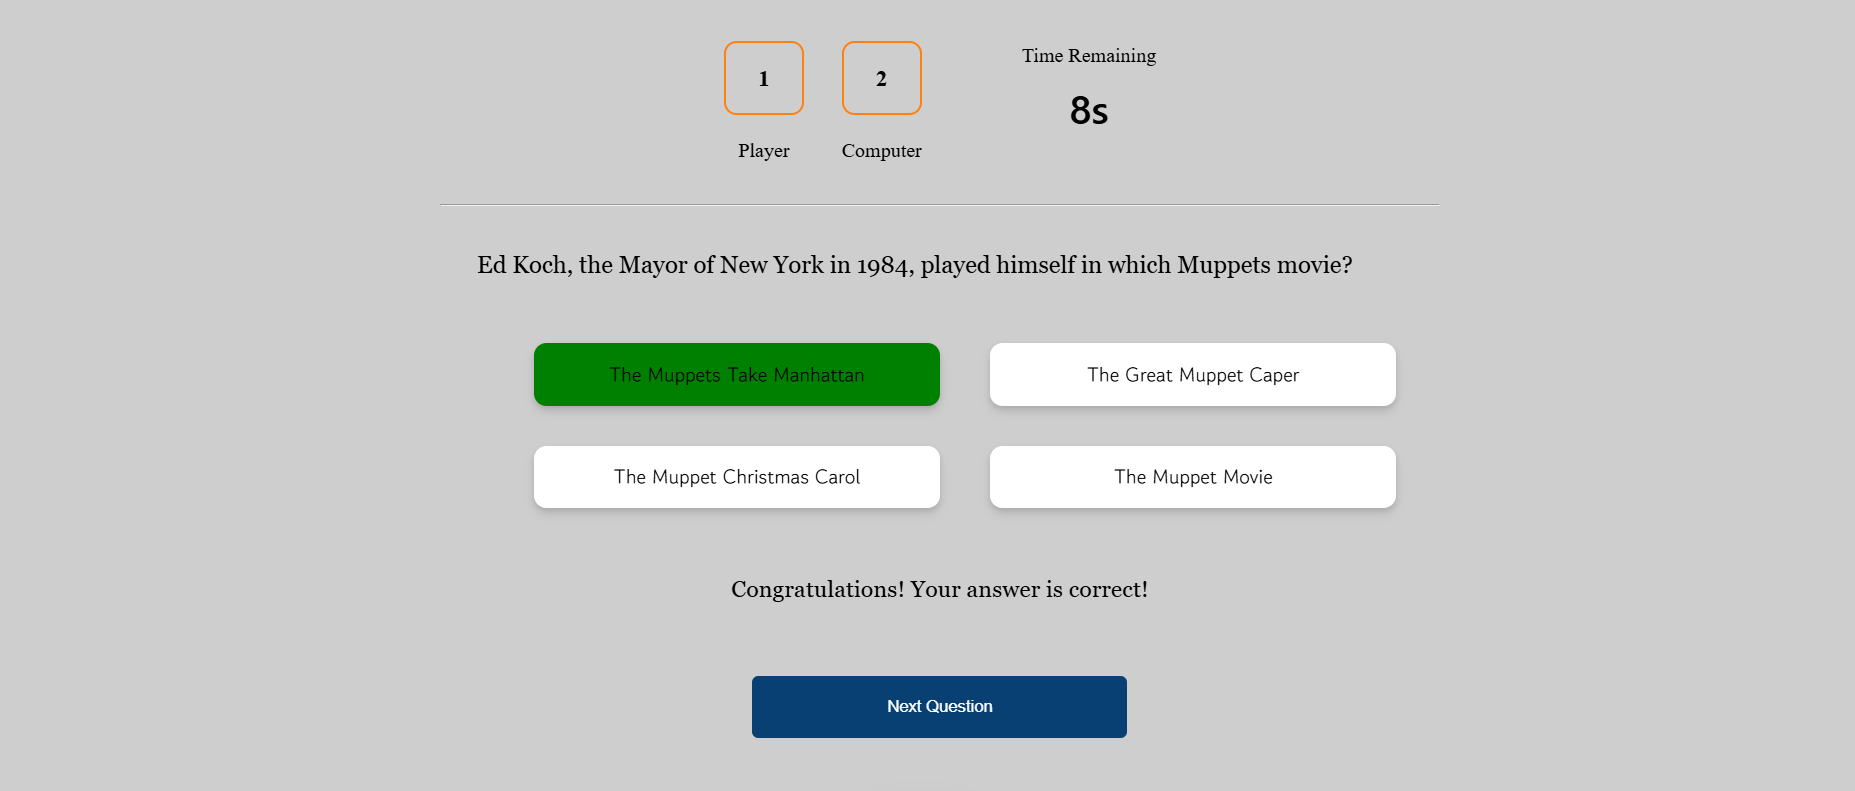 1
2
Time Remaining
8s
Player
Computer
Ed Koch, the Mayor of New York in 1984, played himself in which Muppets movie?
The Muppets Take Manhattan
The Great Muppet Caper
The Muppet Christmas Carol
The Muppet Movie
Congratulations! Your answer is correct!
Next Question